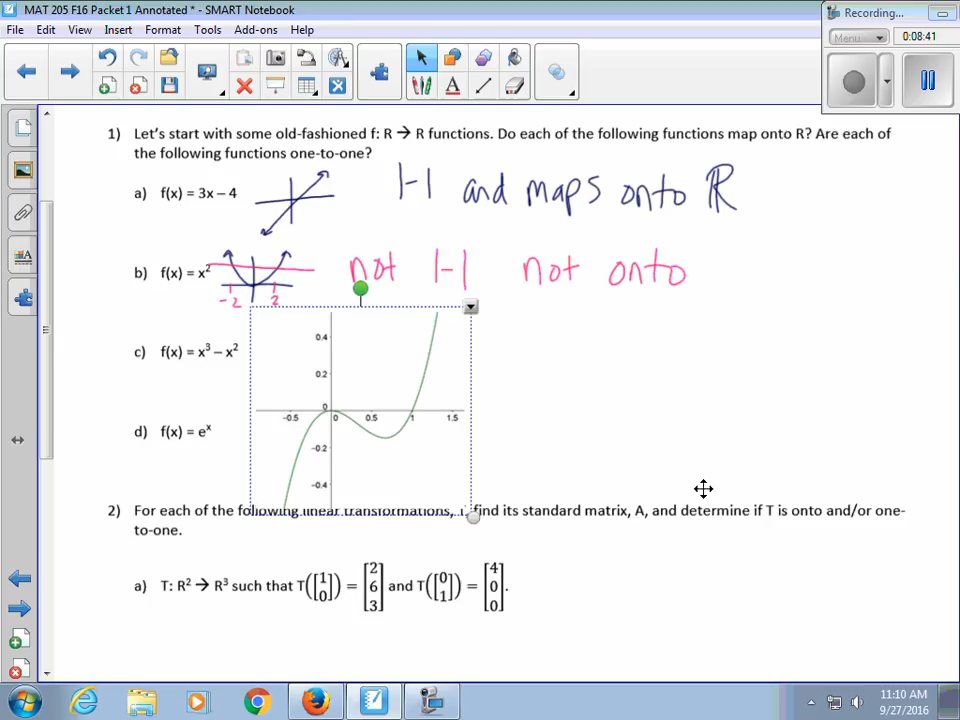 MAT 205 F16 Packet 1 Annotated * - SMART Notebook
Recording...
File Edit View Insert Format Tools Add-ons Help
Menu
0:08:41
1) Let's start with some old-fashioned f: R → R functions. Do each of the following functions map onto R? Are each of
the following functions one-to-one?
a) f(x) = 3x – 4 1-1 and maps onto ℝ
b) f(x) = x² not 1-1 not onto
-2 2
c) f(x) = x³ – x²
0.4
0.2
0
-0.5 0 0.5 1 1.5
-0.2
-0.4
d) f(x) = eˣ
2) For each of the following linear transformations, T, find its standard matrix, A, and determine if T is onto and/or one-
to-one.
a) T: R² → R³ such that T([1 0]) = [2 6 3] and T([0 1]) = [4 0 0].
11:10 AM
9/27/2016